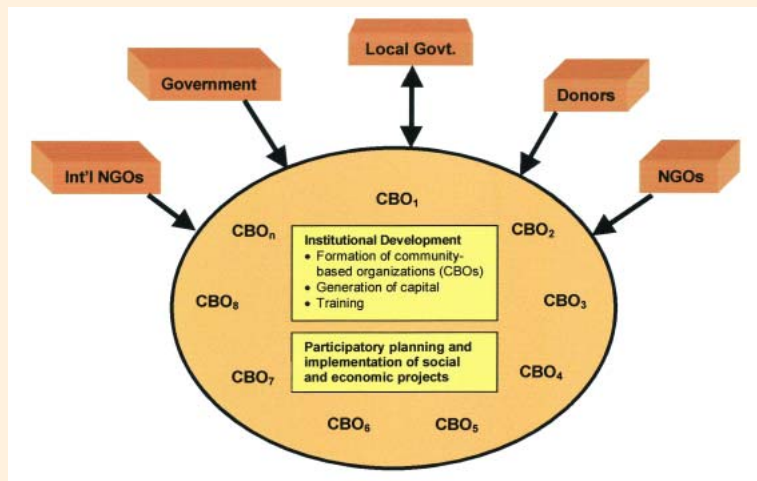 Local Govt.
Government
Donors
Int'l NGOs
NGOs
CBO₁
CBOₙ
CBO₂
Institutional Development
• Formation of community-
based organizations (CBOs)
• Generation of capital
• Training
CBO₈
CBO₃
Participatory planning and
implementation of social
and economic projects
CBO₇
CBO₄
CBO₆
CBO₅